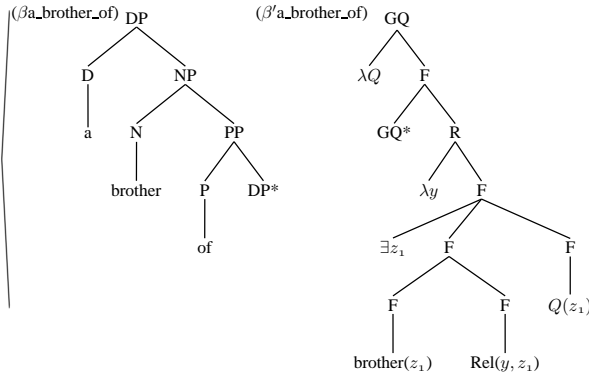 (βa_brother_of) DP (β′a_brother_of) GQ
D NP λQ F
a N PP GQ* R
brother P DP* λy F
of ∃z₁ F F
F F Q(z₁)
brother(z₁) Rel(y, z₁)